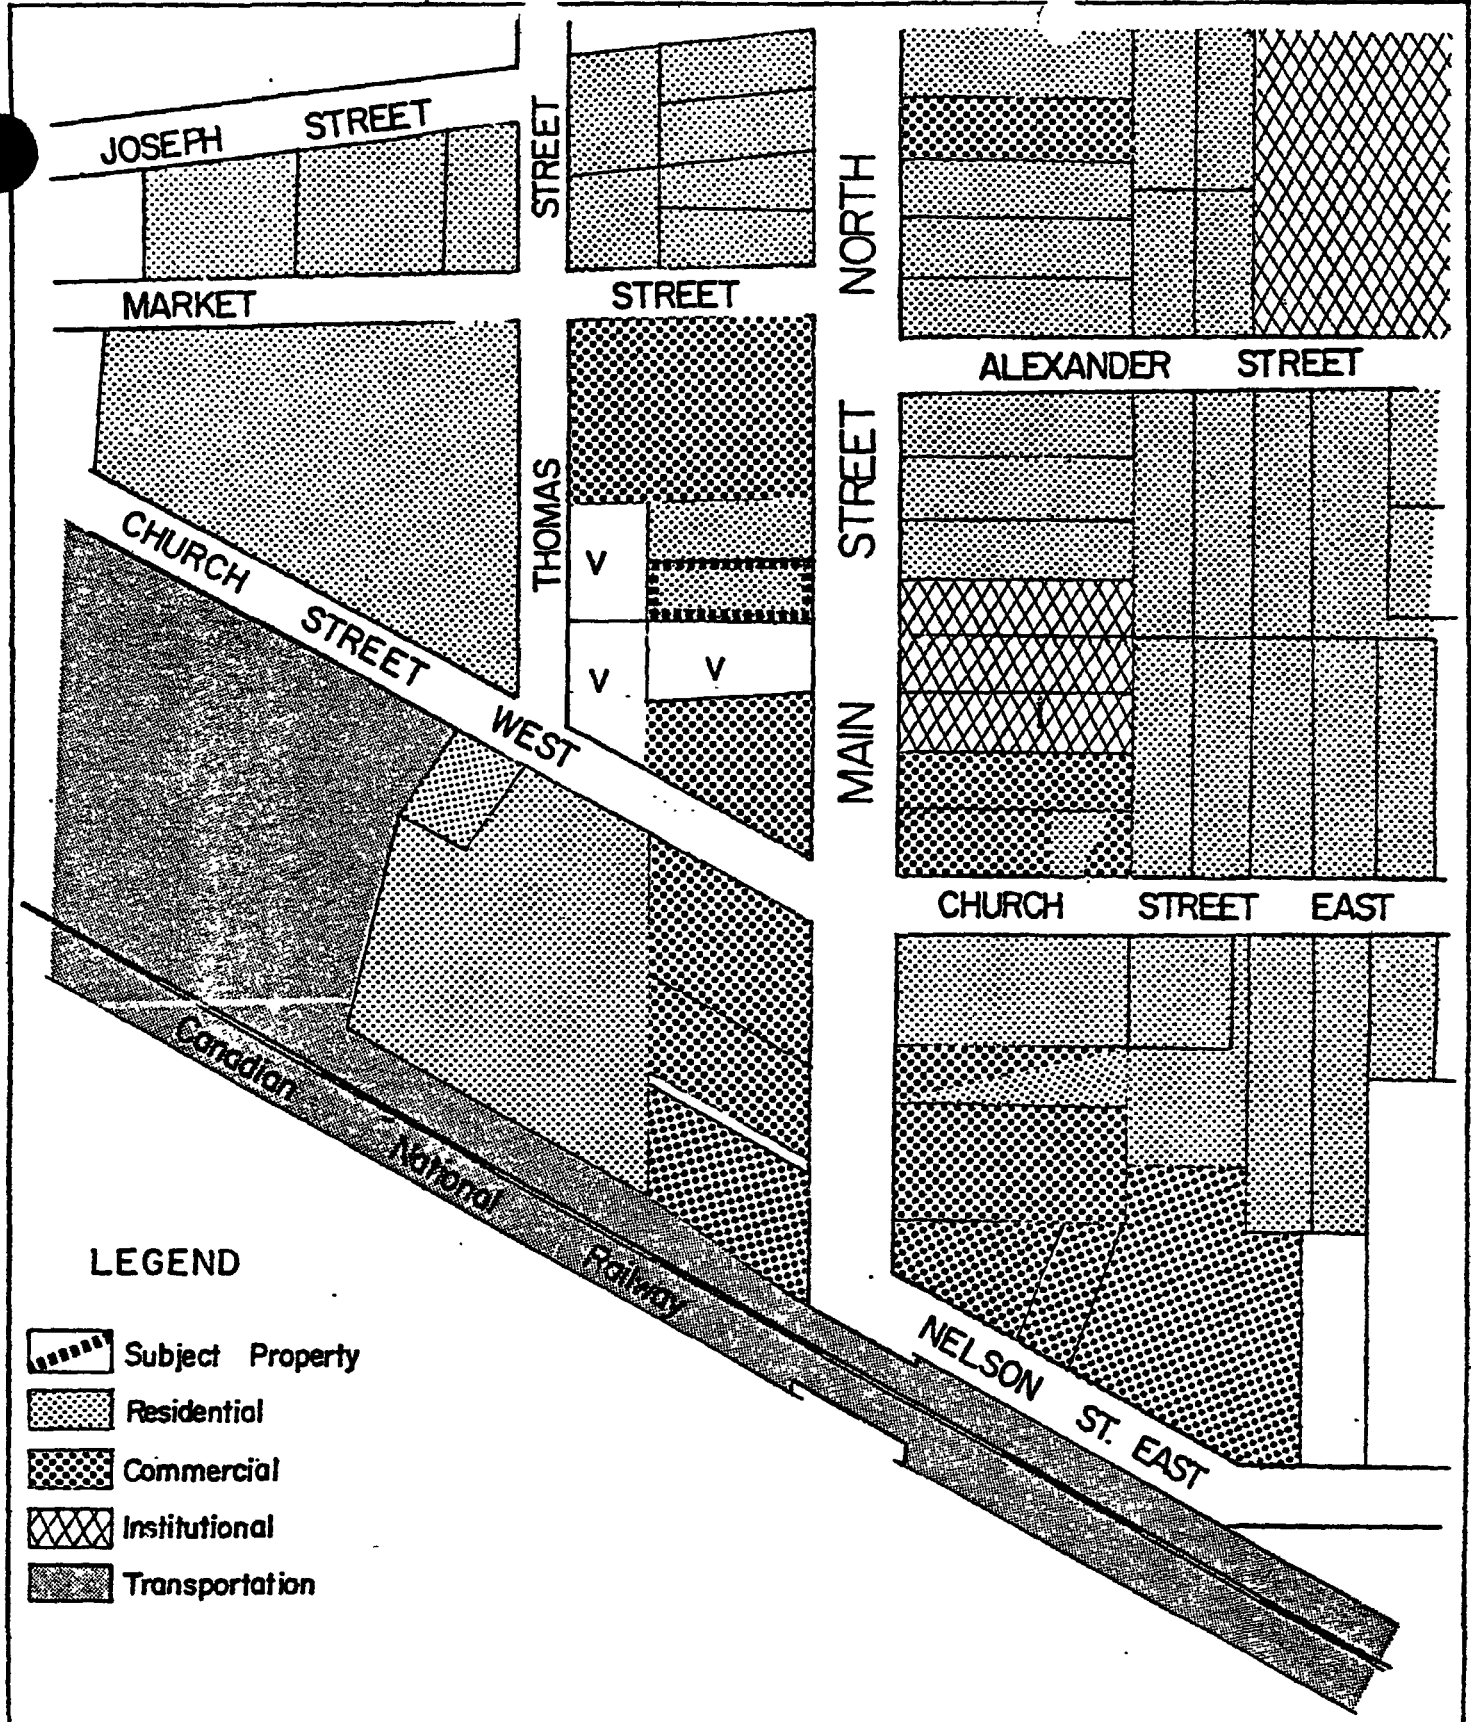 JOSEPH STREET
STREET
NORTH
MARKET STREET
ALEXANDER STREET
STREET
THOMAS
V
CHURCH STREET WEST
V
V
MAIN
CHURCH STREET EAST
Canadian National Railway
LEGEND
NELSON ST. EAST
Subject Property
Residential
Commercial
Institutional
Transportation